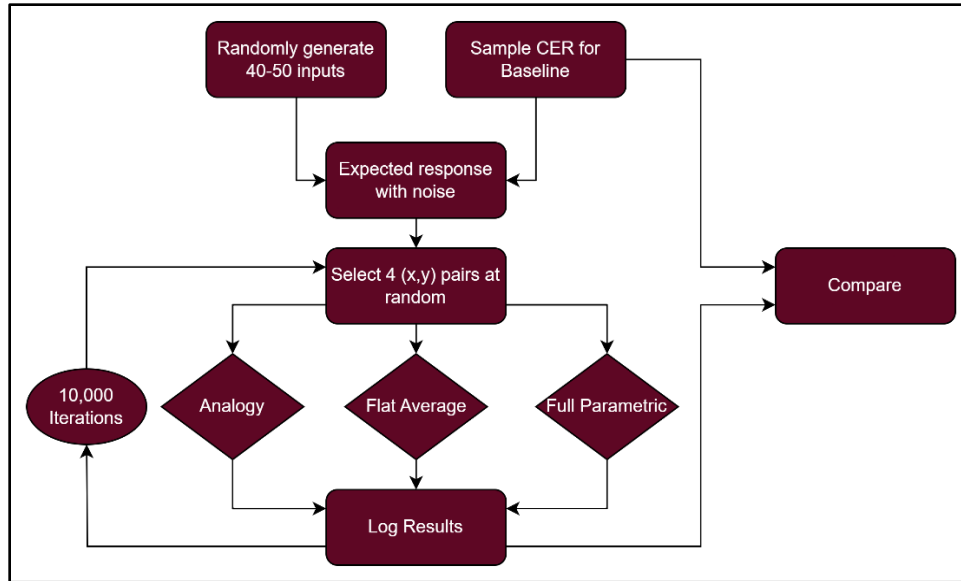 Randomly generate
40-50 inputs
Sample CER for
Baseline
Expected response
with noise
Select 4 (x,y) pairs at
random
Compare
10,000
Iterations
Analogy
Flat Average
Full Parametric
Log Results